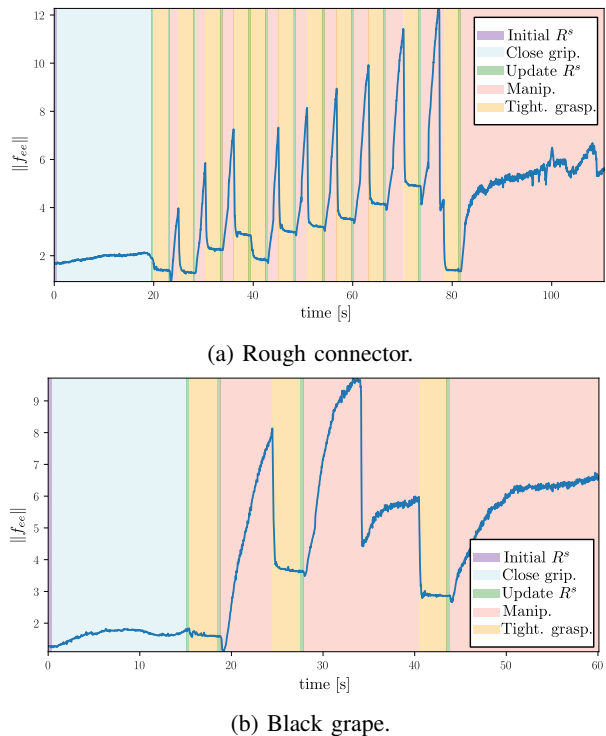 12
10
8
6
4
2
‖f_ee‖
Initial R^s
Close grip.
Update R^s
Manip.
Tight. grasp.
0 20 40 60 80 100
time [s]
(a) Rough connector.
9
8
7
6
5
4
3
2
‖f_ee‖
Initial R^s
Close grip.
Update R^s
Manip.
Tight. grasp.
0 10 20 30 40 50 60
time [s]
(b) Black grape.